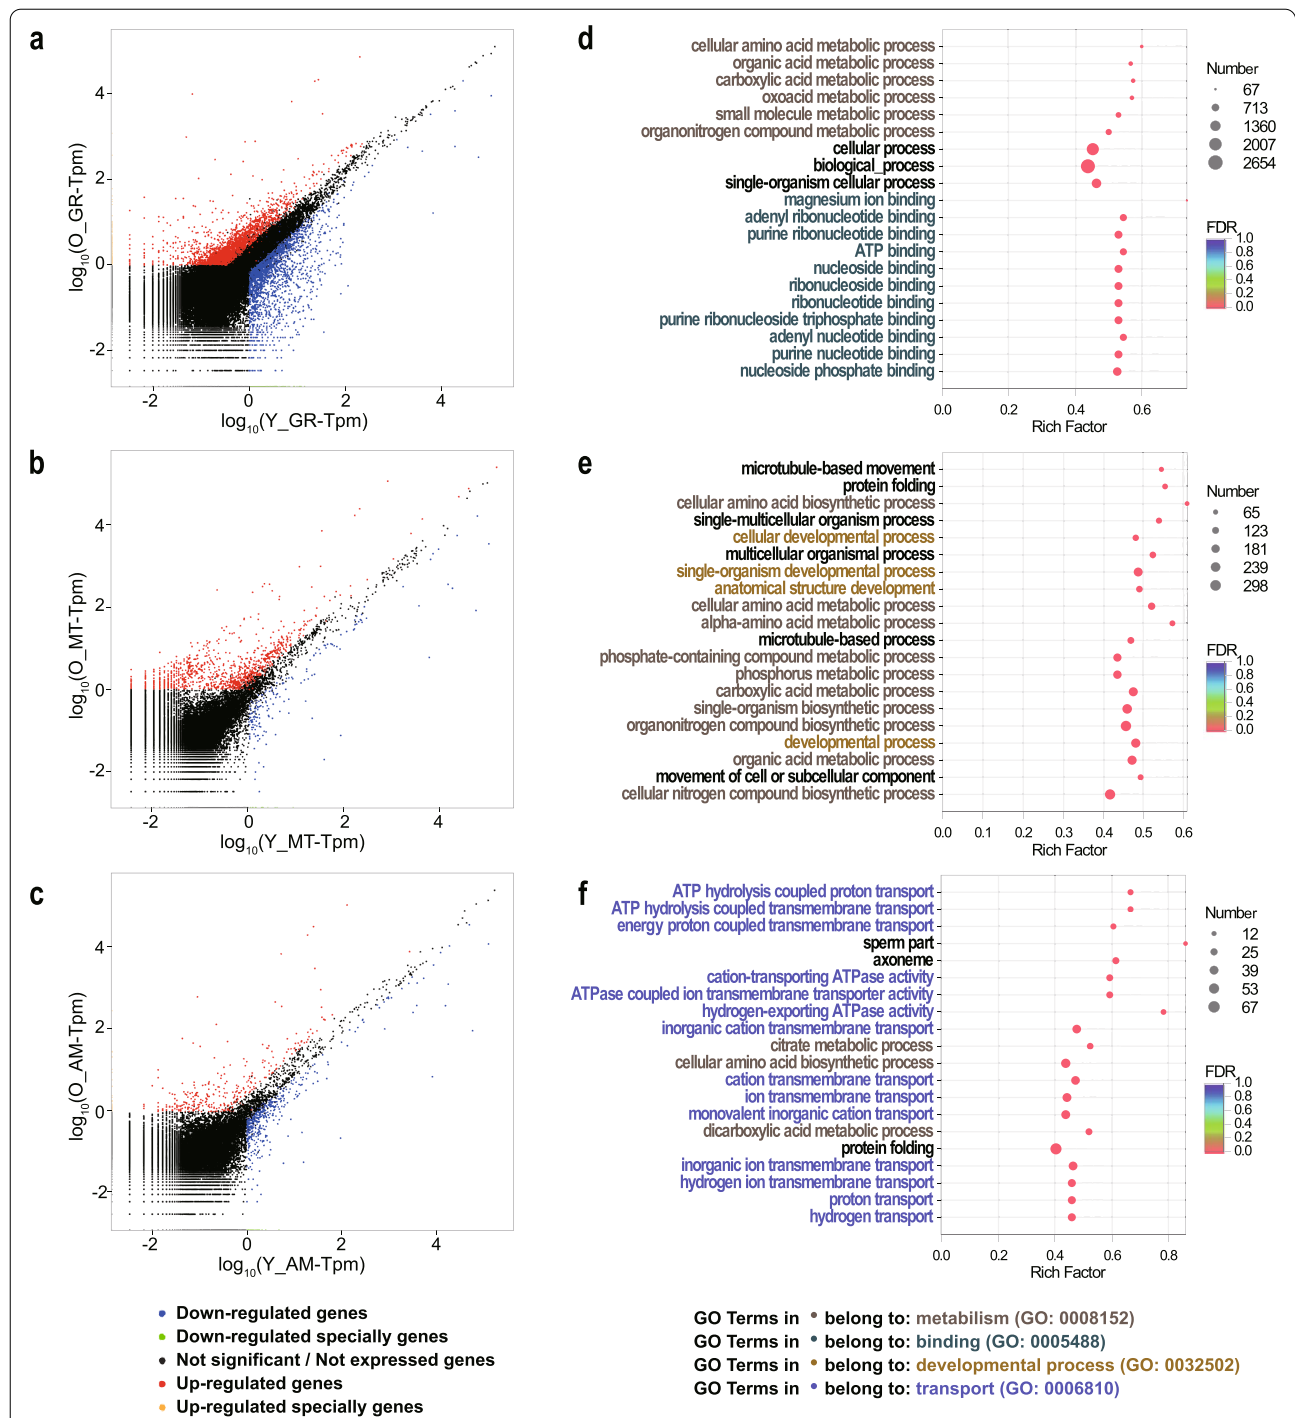 a
4
2
0
-2
-2
0
2
4
log10(O_GR-Tpm)
log10(Y_GR-Tpm)
b
4
2
0
-2
-2
0
2
4
log10(O_MT-Tpm)
log10(Y_MT-Tpm)
c
4
2
0
-2
-2
0
2
4
log10(O_AM-Tpm)
log10(Y_AM-Tpm)
Down-regulated genes
Down-regulated specially genes
Not significant / Not expressed genes
Up-regulated genes
Up-regulated specially genes
d
cellular amino acid metabolic process
organic acid metabolic process
carboxylic acid metabolic process
oxoacid metabolic process
small molecule metabolic process
organonitrogen compound metabolic process
cellular process
biological_process
single-organism cellular process
magnesium ion binding
adenyl ribonucleotide binding
purine ribonucleotide binding
ATP binding
nucleoside binding
ribonucleoside binding
ribonucleotide binding
purine ribonucleoside triphosphate binding
adenyl nucleotide binding
purine nucleotide binding
nucleoside phosphate binding
0.0 0.2 0.4 0.6
Rich Factor
Number
67
713
1360
2007
2654
FDR
1.0
0.8
0.6
0.4
0.2
0.0
e
microtubule-based movement
protein folding
cellular amino acid biosynthetic process
single-multicellular organism process
cellular developmental process
multicellular organismal process
single-organism developmental process
anatomical structure development
cellular amino acid metabolic process
alpha-amino acid metabolic process
microtubule-based process
phosphate-containing compound metabolic process
phosphorus metabolic process
carboxylic acid metabolic process
single-organism biosynthetic process
organonitrogen compound biosynthetic process
developmental process
organic acid metabolic process
movement of cell or subcellular component
cellular nitrogen compound biosynthetic process
0.0 0.1 0.2 0.3 0.4 0.5 0.6
Rich Factor
Number
65
123
181
239
298
FDR
1.0
0.8
0.6
0.4
0.2
0.0
f
ATP hydrolysis coupled proton transport
ATP hydrolysis coupled transmembrane transport
energy proton coupled transmembrane transport
sperm part
axoneme
cation-transporting ATPase activity
ATPase coupled ion transmembrane transporter activity
hydrogen-exporting ATPase activity
inorganic cation transmembrane transport
citrate metabolic process
cellular amino acid biosynthetic process
cation transmembrane transport
ion transmembrane transport
monovalent inorganic cation transport
dicarboxylic acid metabolic process
protein folding
inorganic ion transmembrane transport
hydrogen ion transmembrane transport
proton transport
hydrogen transport
0.0 0.2 0.4 0.6 0.8
Rich Factor
Number
12
25
39
53
67
FDR
1.0
0.8
0.6
0.4
0.2
0.0
GO Terms in • belong to: metabilism (GO: 0008152)
GO Terms in • belong to: binding (GO: 0005488)
GO Terms in • belong to: developmental process (GO: 0032502)
GO Terms in • belong to: transport (GO: 0006810)